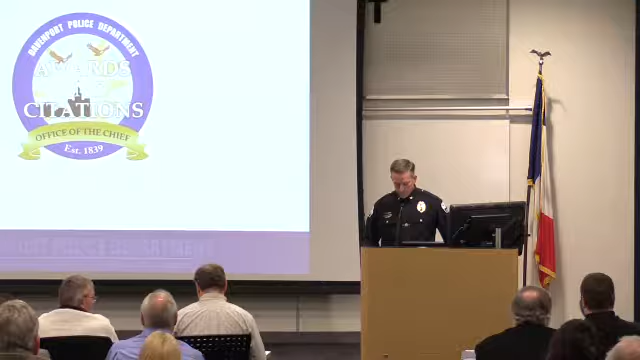 DAVENPORT POLICE DEPARTMENT
AWARDS
CITATIONS
OFFICE OF THE CHIEF
Est. 1839